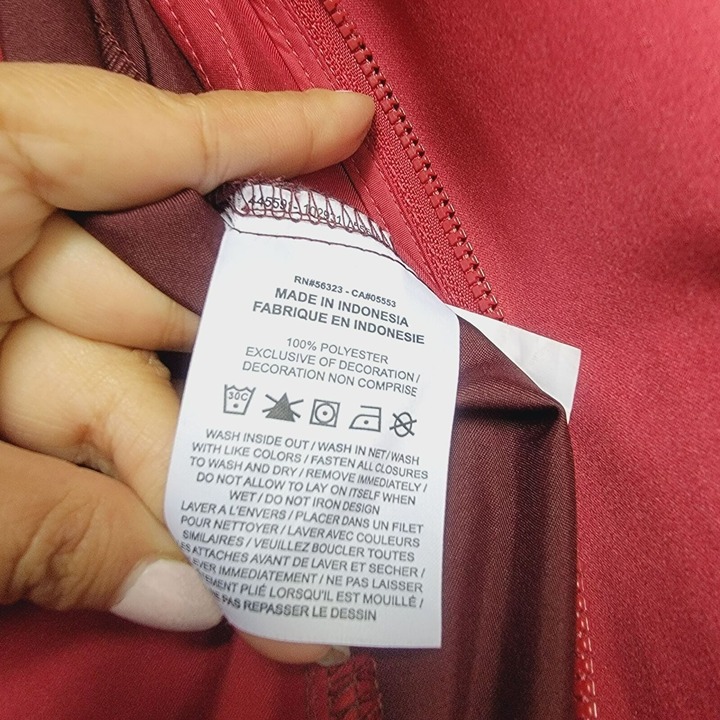 RN#56323 - CA#05553
MADE IN INDONESIA
FABRIQUE EN INDONESIE
100% POLYESTER
EXCLUSIVE OF DECORATION/
DECORATION NON COMPRISE
30C
WASH INSIDE OUT / WASH IN NET/WASH
WITH LIKE COLORS / FASTEN ALL CLOSURES
TO WASH AND DRY / REMOVE IMMEDIATELY /
DO NOT ALLOW TO LAY ON ITSELF WHEN
WET / DO NOT IRON DESIGN
LAVER A L'ENVERS / PLACER DANS UN FILET
POUR NETTOYER / LAVER AVEC COULEURS
SIMILAIRES / VEUILLEZ BOUCLER TOUTES
ATTACHES AVANT DE LAVER ET SECHER /
IMMEDIATEMENT / NE PAS LAISSER
PLIÉ LORSQU'IL EST MOUILLÉ /
PAS REPASSER LE DESSIN